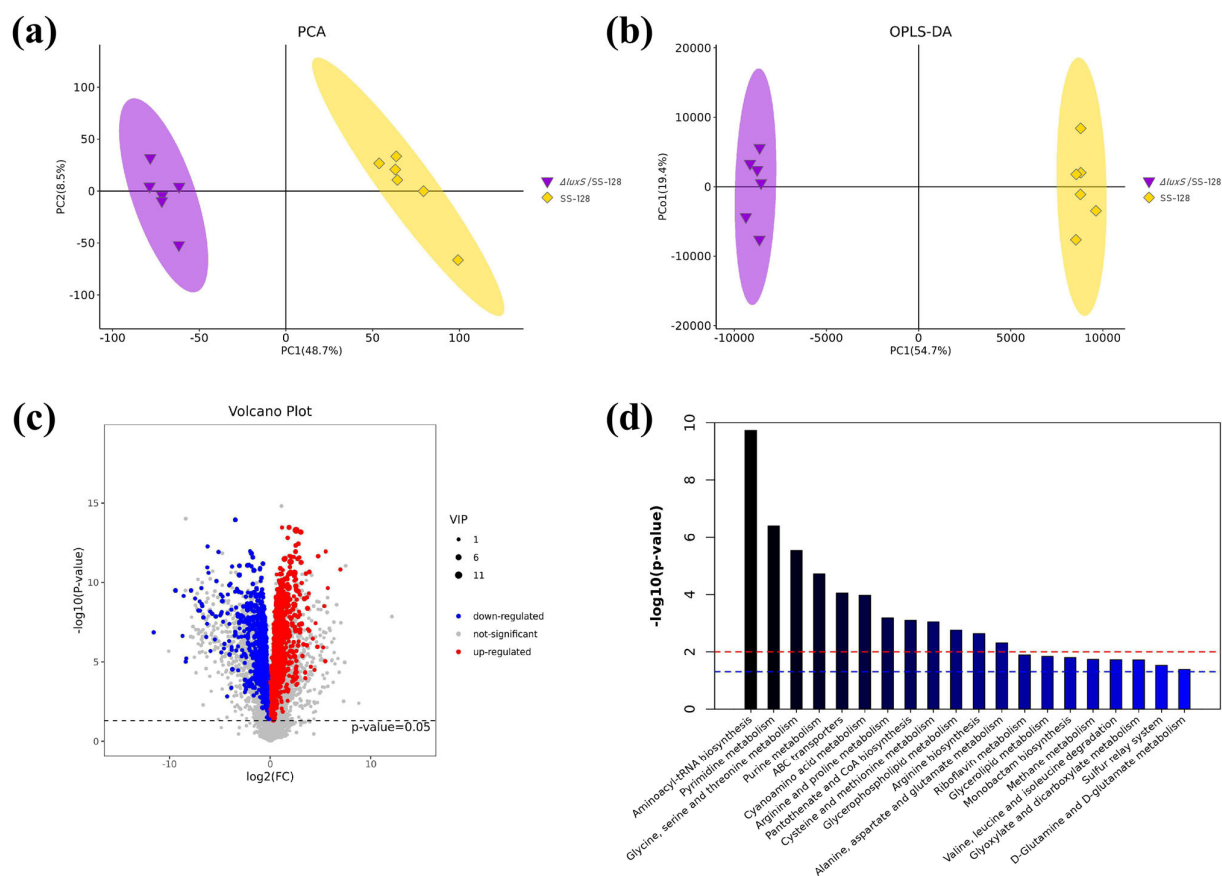 (a)
PCA
100
50
0
-50
-100
PC2(8.5%)
-100
-50
0
50
100
PC1(48.7%)
ΔluxS/SS-128
SS-128
(b)
OPLS-DA
20000
10000
0
-10000
-20000
PCo1(19.4%)
-10000
-5000
0
5000
10000
PC1(54.7%)
ΔluxS/SS-128
SS-128
(c)
Volcano Plot
15
10
5
0
-log10(P-value)
p-value=0.05
-10
0
10
log2(FC)
VIP
1
6
11
down-regulated
not-significant
up-regulated
(d)
10
8
6
4
2
0
-log10(p-value)
Aminoacyl-tRNA biosynthesis
Pyrimidine metabolism
Glycine, serine and threonine metabolism
Purine metabolism
ABC transporters
Cyanoamino acid metabolism
Arginine and proline metabolism
Pantothenate and CoA biosynthesis
Cysteine and methionine metabolism
Glycerophospholipid metabolism
Arginine biosynthesis
Alanine, aspartate and glutamate metabolism
Riboflavin metabolism
Glycerolipid metabolism
Monobactam biosynthesis
Methane metabolism
Valine, leucine and isoleucine degradation
Glyoxylate and dicarboxylate metabolism
Sulfur relay system
D-Glutamine and D-glutamate metabolism